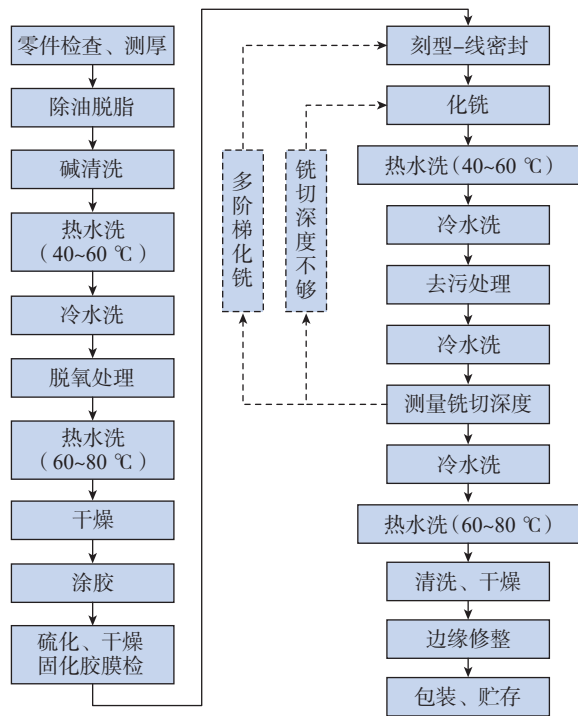 零件检查、测厚
除油脱脂
碱清洗
热水洗
(40~60 ℃)
冷水洗
脱氧处理
热水洗
(60~80 ℃)
干燥
涂胶
硫化、干燥
固化胶膜检
多阶梯化铣
铣切深度不够
刻型-线密封
化铣
热水洗(40~60 ℃)
冷水洗
去污处理
冷水洗
测量铣切深度
冷水洗
热水洗(60~80 ℃)
清洗、干燥
边缘修整
包装、贮存